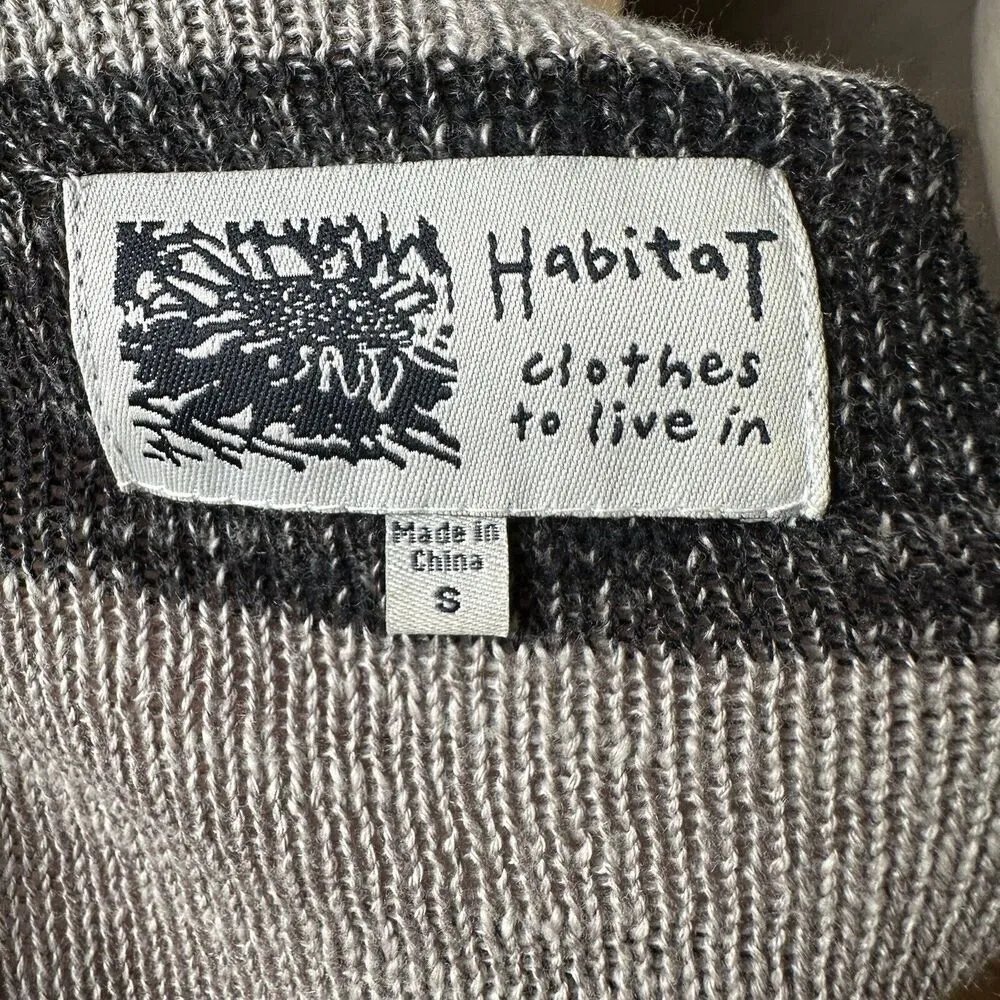 HabitaT
clothes
to live in
Made In
China
S